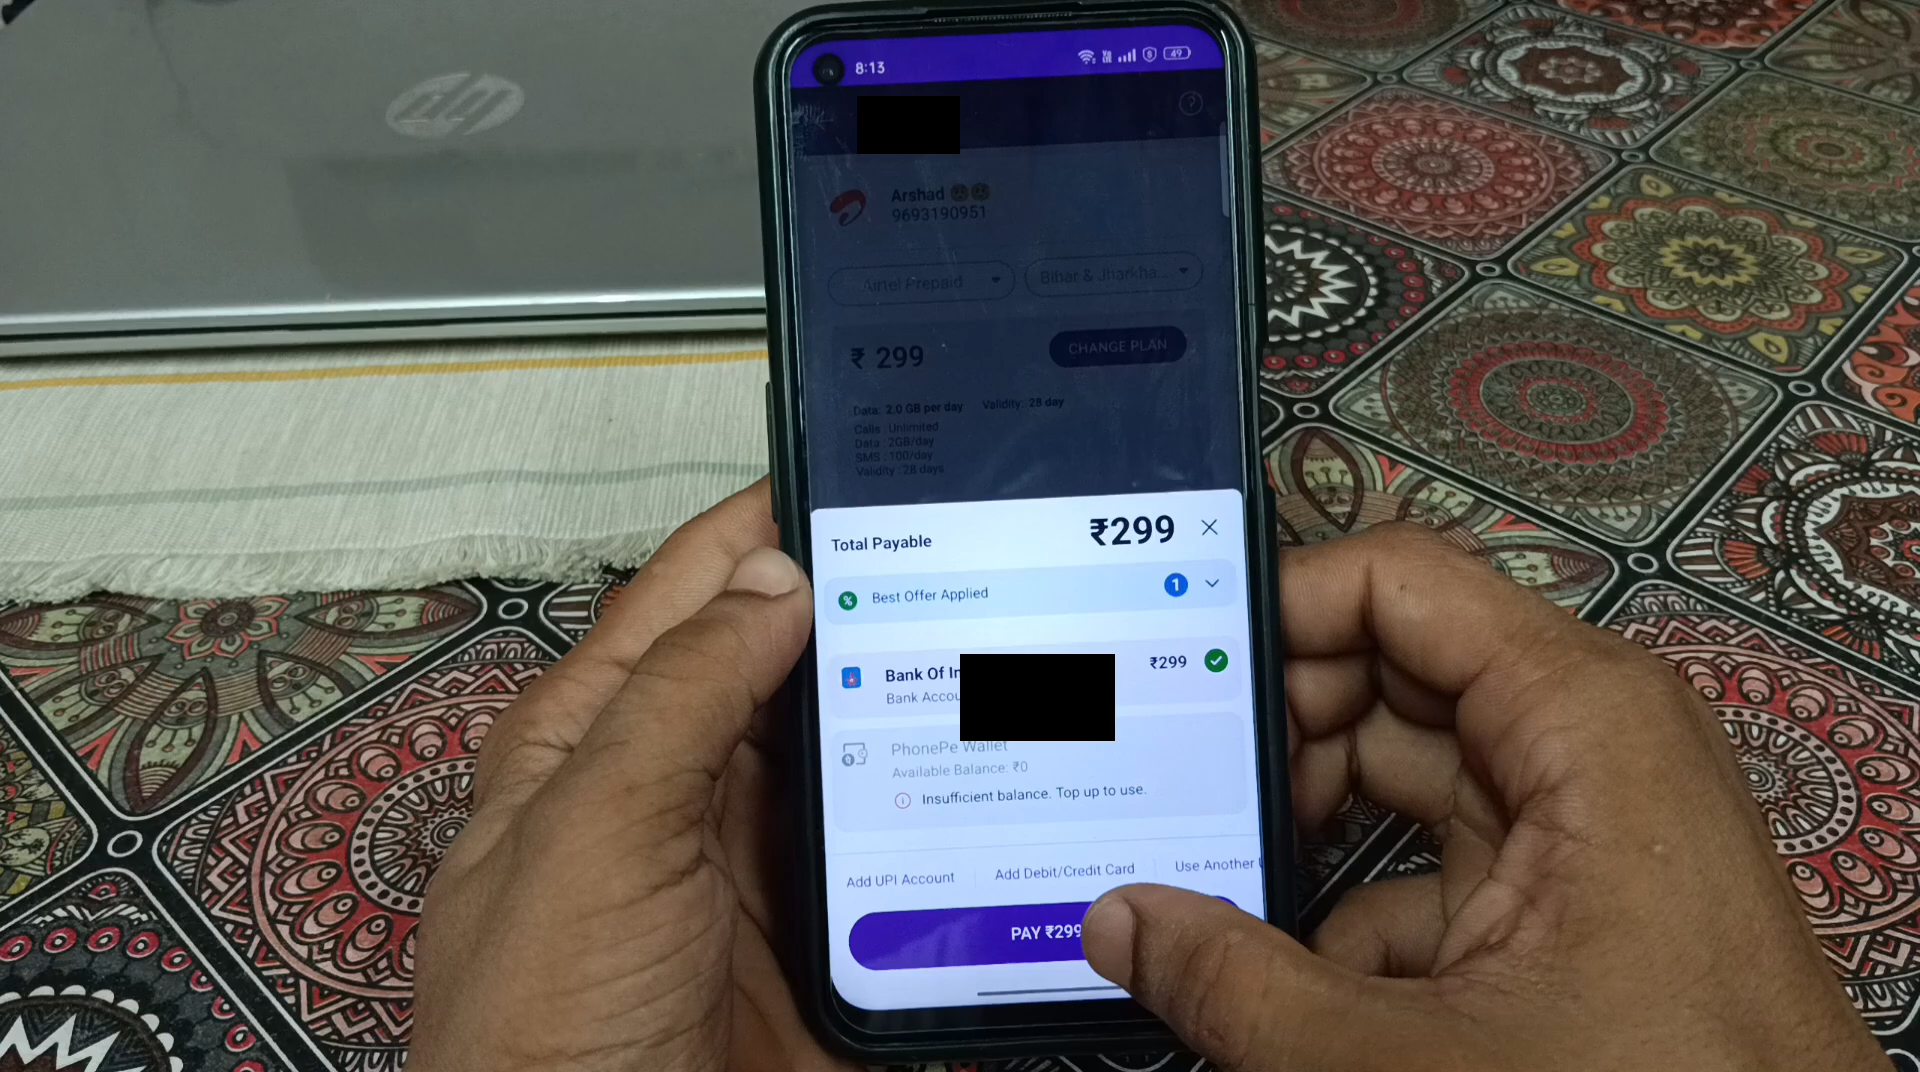 hp
8:13
49
Arshad
9693190951
Airtel Prepaid
Bihar & Jharkha...
₹ 299
CHANGE PLAN
Data: 2.0 GB per day Validity: 28 day
Calls : Unlimited
Data : 2GB/day
SMS : 100/day
Validity : 28 days
Total Payable
₹299
Best Offer Applied
1
Bank Of In
₹299
Bank Accou
PhonePe Wallet
Available Balance: ₹0
Insufficient balance. Top up to use.
Add UPI Account
Add Debit/Credit Card
Use Another
PAY ₹299